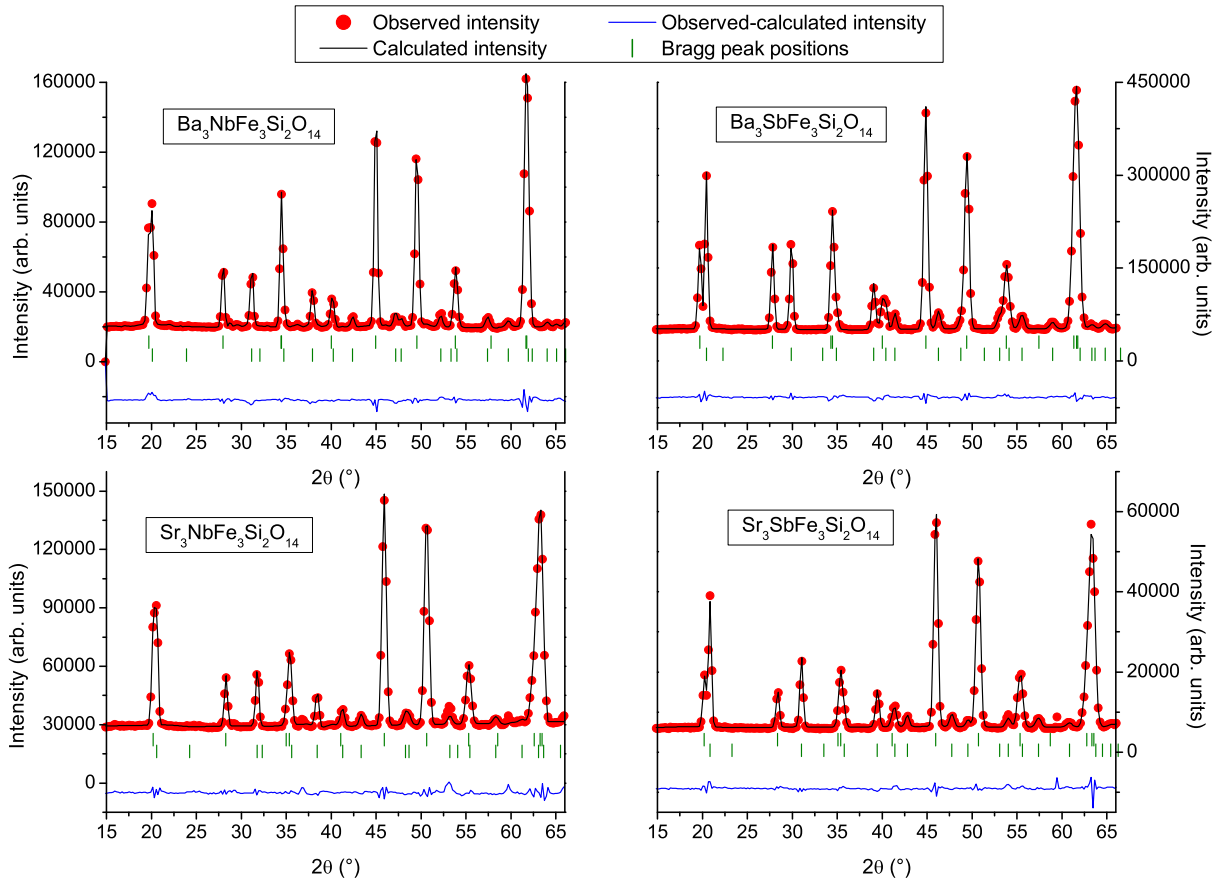 Observed intensity
Observed-calculated intensity
Calculated intensity
Bragg peak positions
Ba3NbFe3Si2O14
Intensity (arb. units)
160000
120000
80000
40000
0
15 20 25 30 35 40 45 50 55 60 65
2θ (°)
Ba3SbFe3Si2O14
450000
300000
150000
0
Intensity (arb. units)
15 20 25 30 35 40 45 50 55 60 65
2θ (°)
Sr3NbFe3Si2O14
Intensity (arb. units)
150000
120000
90000
60000
30000
0
15 20 25 30 35 40 45 50 55 60 65
2θ (°)
Sr3SbFe3Si2O14
60000
40000
20000
0
Intensity (arb. units)
15 20 25 30 35 40 45 50 55 60 65
2θ (°)